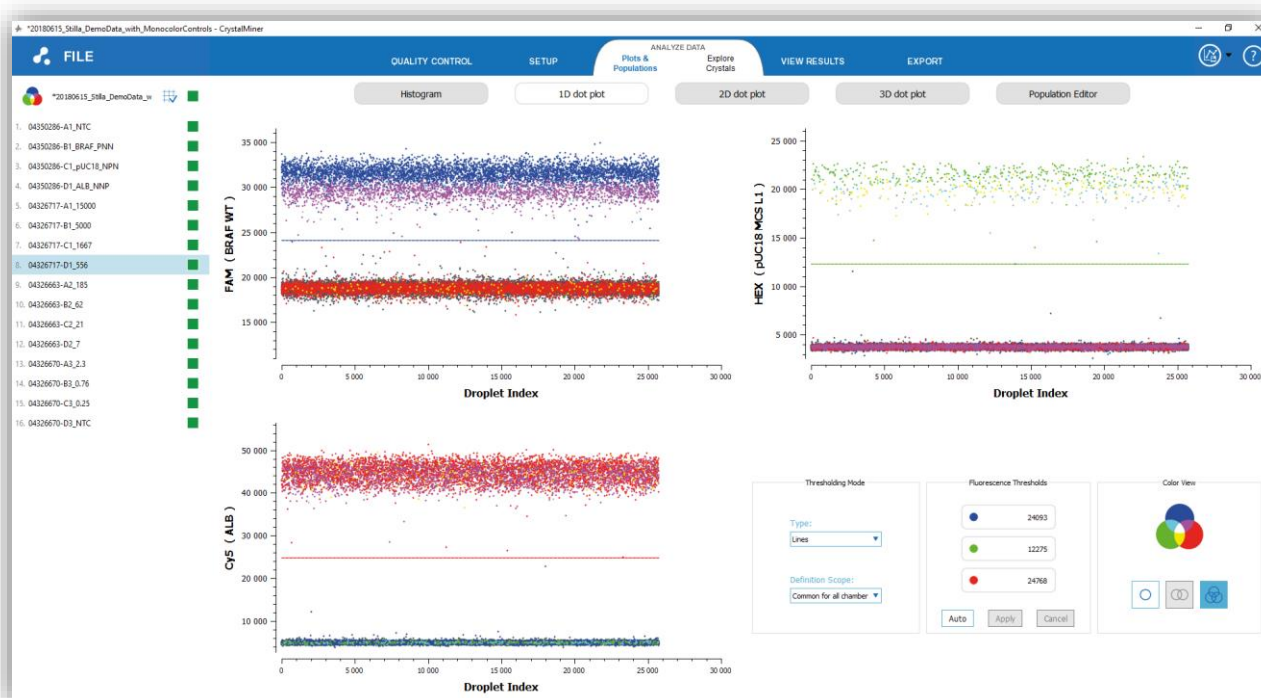 *20180615_Stilla_DemoData_with_MonocolorControls - CrystalMiner
FILE
QUALITY CONTROL
SETUP
ANALYZE DATA
Plots & Populations
Explore Crystals
VIEW RESULTS
EXPORT
*20180615_Stilla_DemoData_w
Histogram
1D dot plot
2D dot plot
3D dot plot
Population Editor
1. 04350286-A1_NTC
2. 04350286-B1_BRAF_PNN
3. 04350286-C1_pUC18_NPN
4. 04350286-D1_ALB_NNP
5. 04326717-A1_15000
6. 04326717-B1_5000
7. 04326717-C1_1667
8. 04326717-D1_556
9. 04326663-A2_185
10. 04326663-B2_62
11. 04326663-C2_21
12. 04326663-D2_7
13. 04326670-A3_2.3
14. 04326670-B3_0.76
15. 04326670-C3_0.25
16. 04326670-D3_NTC
FAM ( BRAF WT )
35 000
30 000
25 000
20 000
15 000
0 5 000 10 000 15 000 20 000 25 000 30 000
Droplet Index
HEX ( pUC18 MCS L1 )
25 000
20 000
15 000
10 000
5 000
0 5 000 10 000 15 000 20 000 25 000 30 000
Droplet Index
Cy5 ( ALB )
50 000
40 000
30 000
20 000
10 000
0 5 000 10 000 15 000 20 000 25 000 30 000
Droplet Index
Thresholding Mode
Type:
Lines
Definition Scope:
Common for all chamber
Fluorescence Thresholds
24093
12275
24768
Auto
Apply
Cancel
Color View